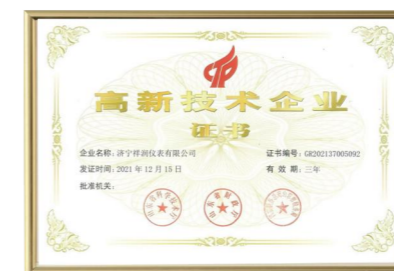 高新技术企业
证书
企业名称：济宁祥润仪表有限公司
证书编号：GR202137005092
发证时间：2021 年 12 月 15 日
有 效 期：三年
批准机关：